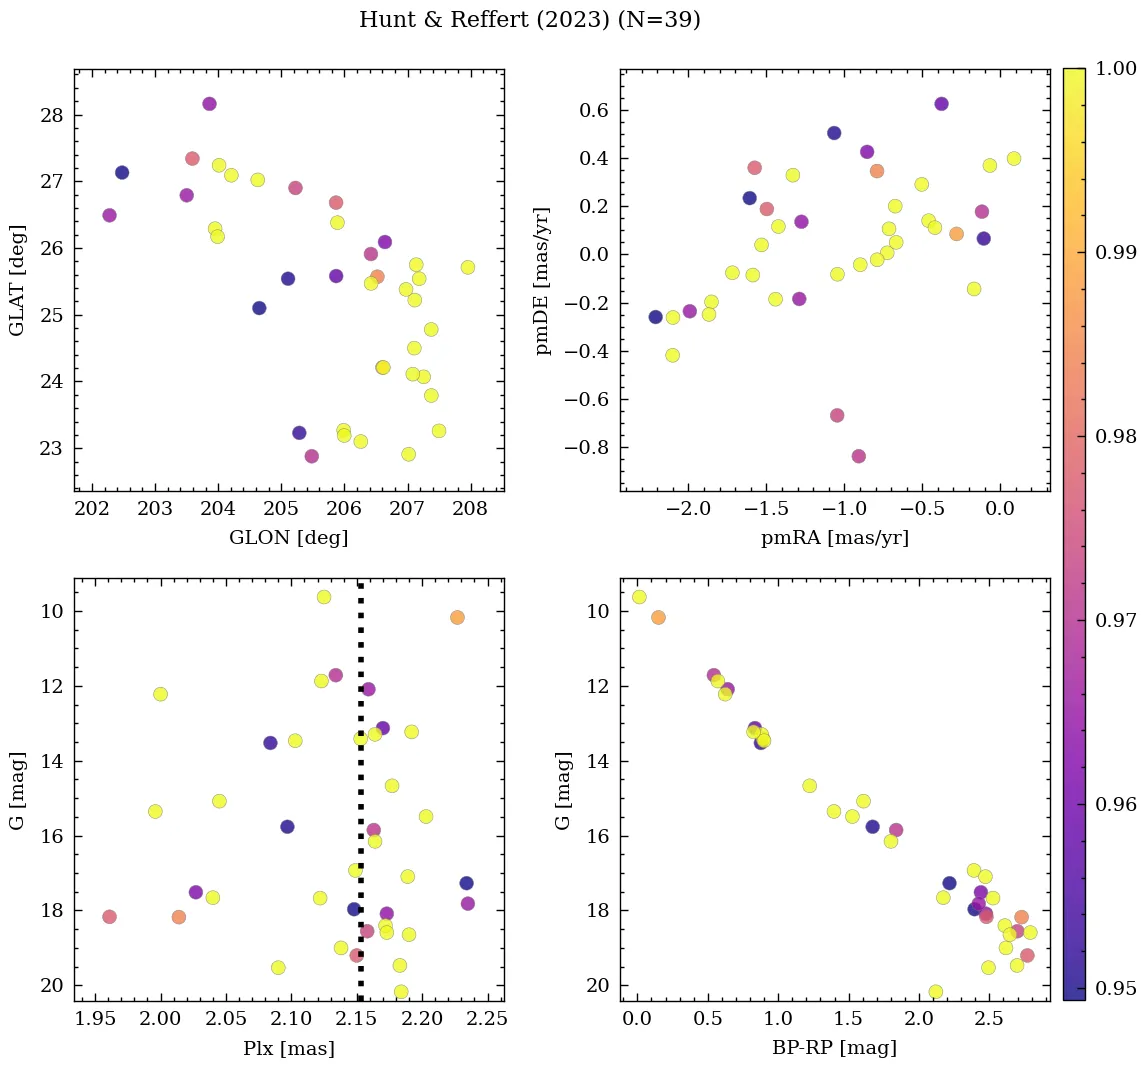 Hunt & Reffert (2023) (N=39)
28
27
26
25
24
23
GLAT [deg]
202 203 204 205 206 207 208
GLON [deg]
0.6
0.4
0.2
0.0
−0.2
−0.4
−0.6
−0.8
pmDE [mas/yr]
−2.0 −1.5 −1.0 −0.5 0.0
pmRA [mas/yr]
10
12
14
16
18
20
G [mag]
1.95 2.00 2.05 2.10 2.15 2.20 2.25
Plx [mas]
10
12
14
16
18
20
G [mag]
0.0 0.5 1.0 1.5 2.0 2.5
BP-RP [mag]
1.00
0.99
0.98
0.97
0.96
0.95